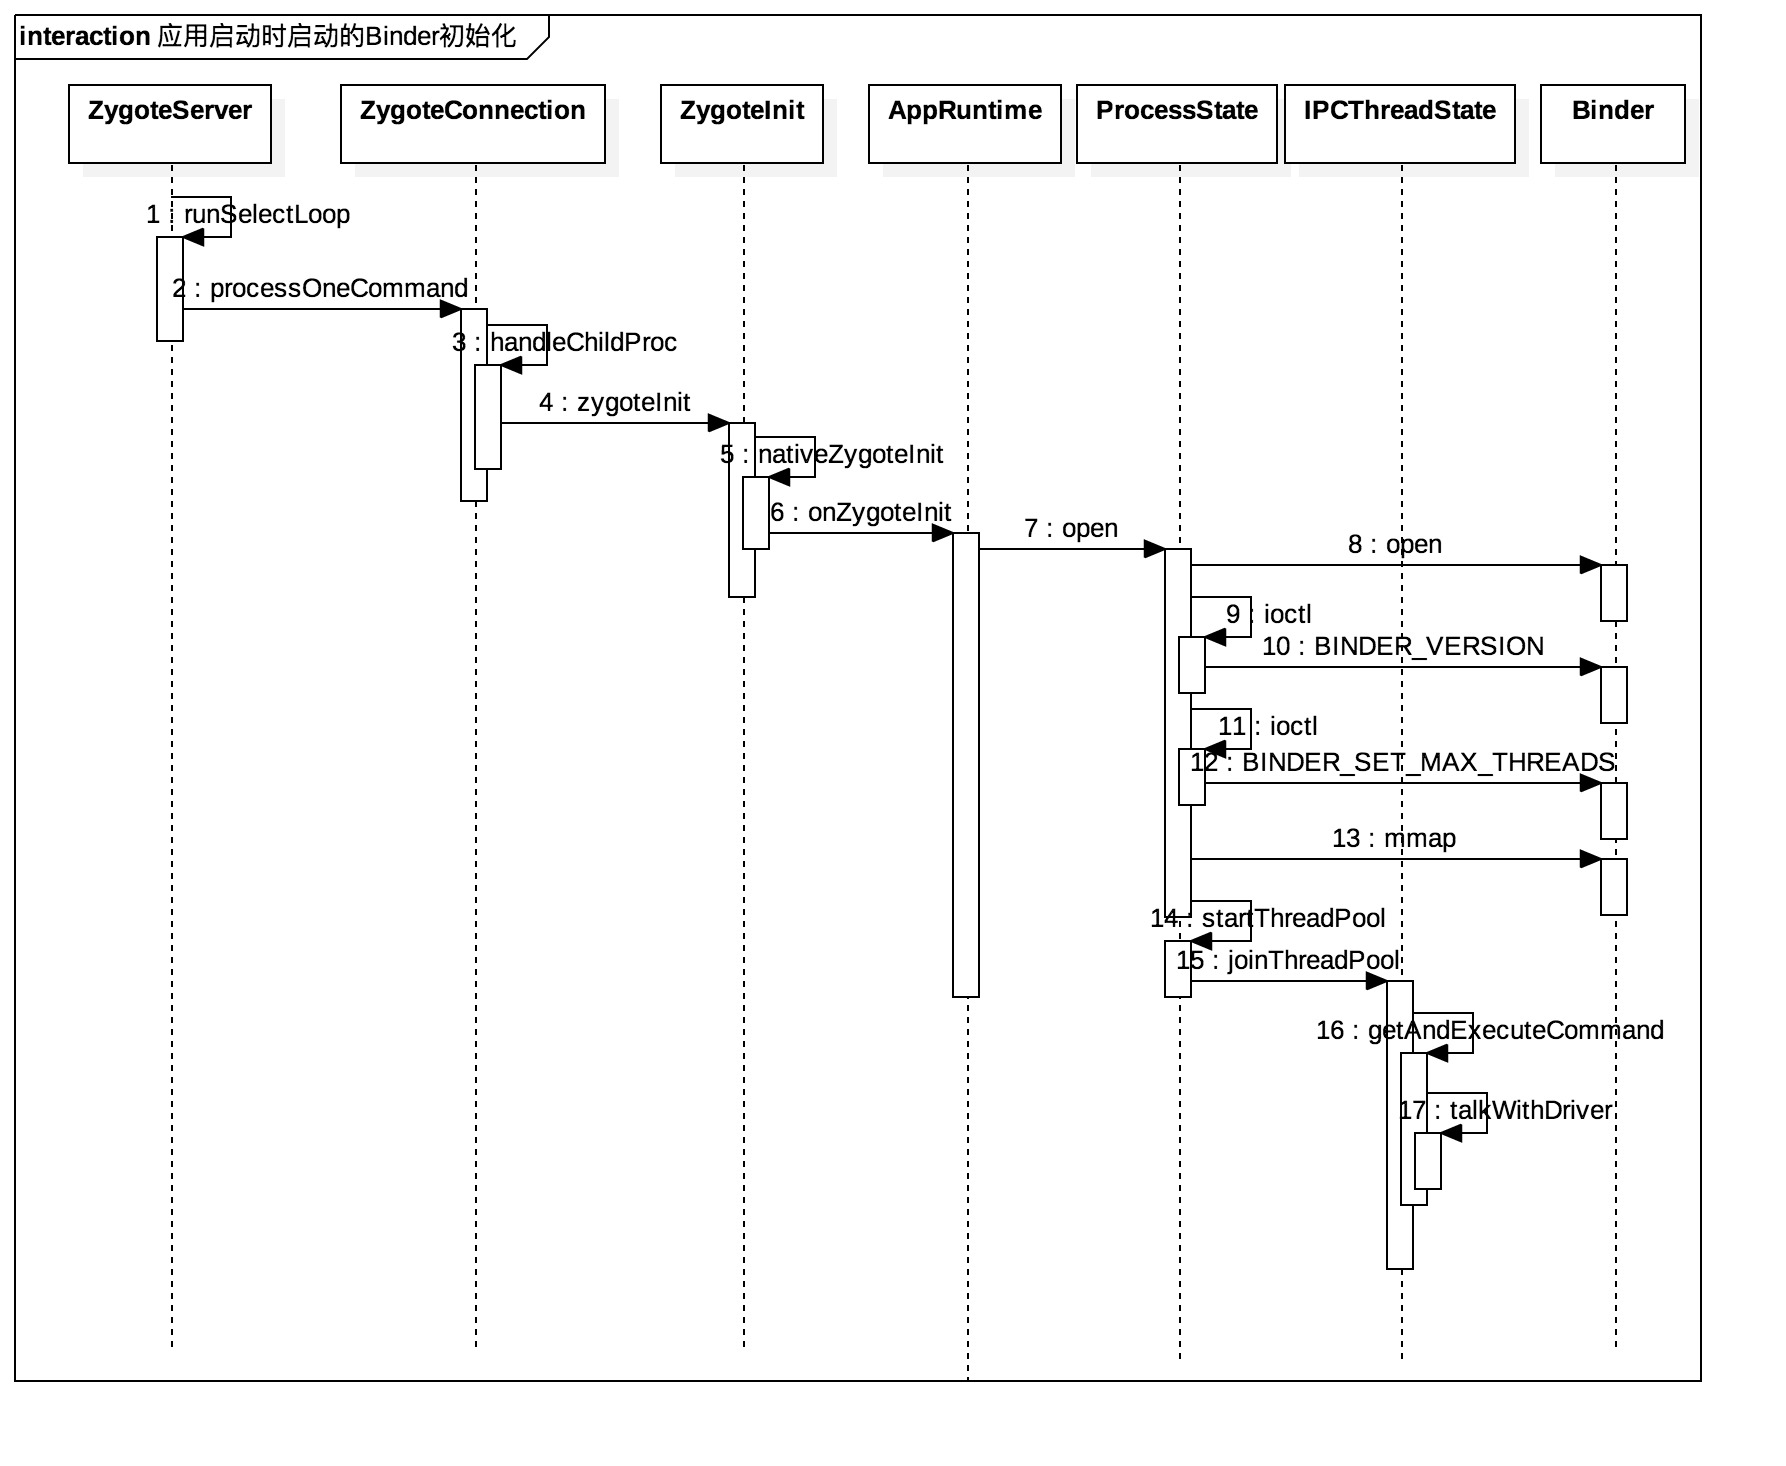 interaction 应用启动时启动的Binder初始化
ZygoteServer
ZygoteConnection
ZygoteInit
AppRuntime
ProcessState
IPCThreadState
Binder
1 : runSelectLoop
2 : processOneCommand
3 : handleChildProc
4 : zygoteInit
5 : nativeZygoteInit
6 : onZygoteInit
7 : open
8 : open
9 : ioctl
10 : BINDER_VERSION
11 : ioctl
12 : BINDER_SET_MAX_THREADS
13 : mmap
14 : startThreadPool
15 : joinThreadPool
16 : getAndExecuteCommand
17 : talkWithDriver